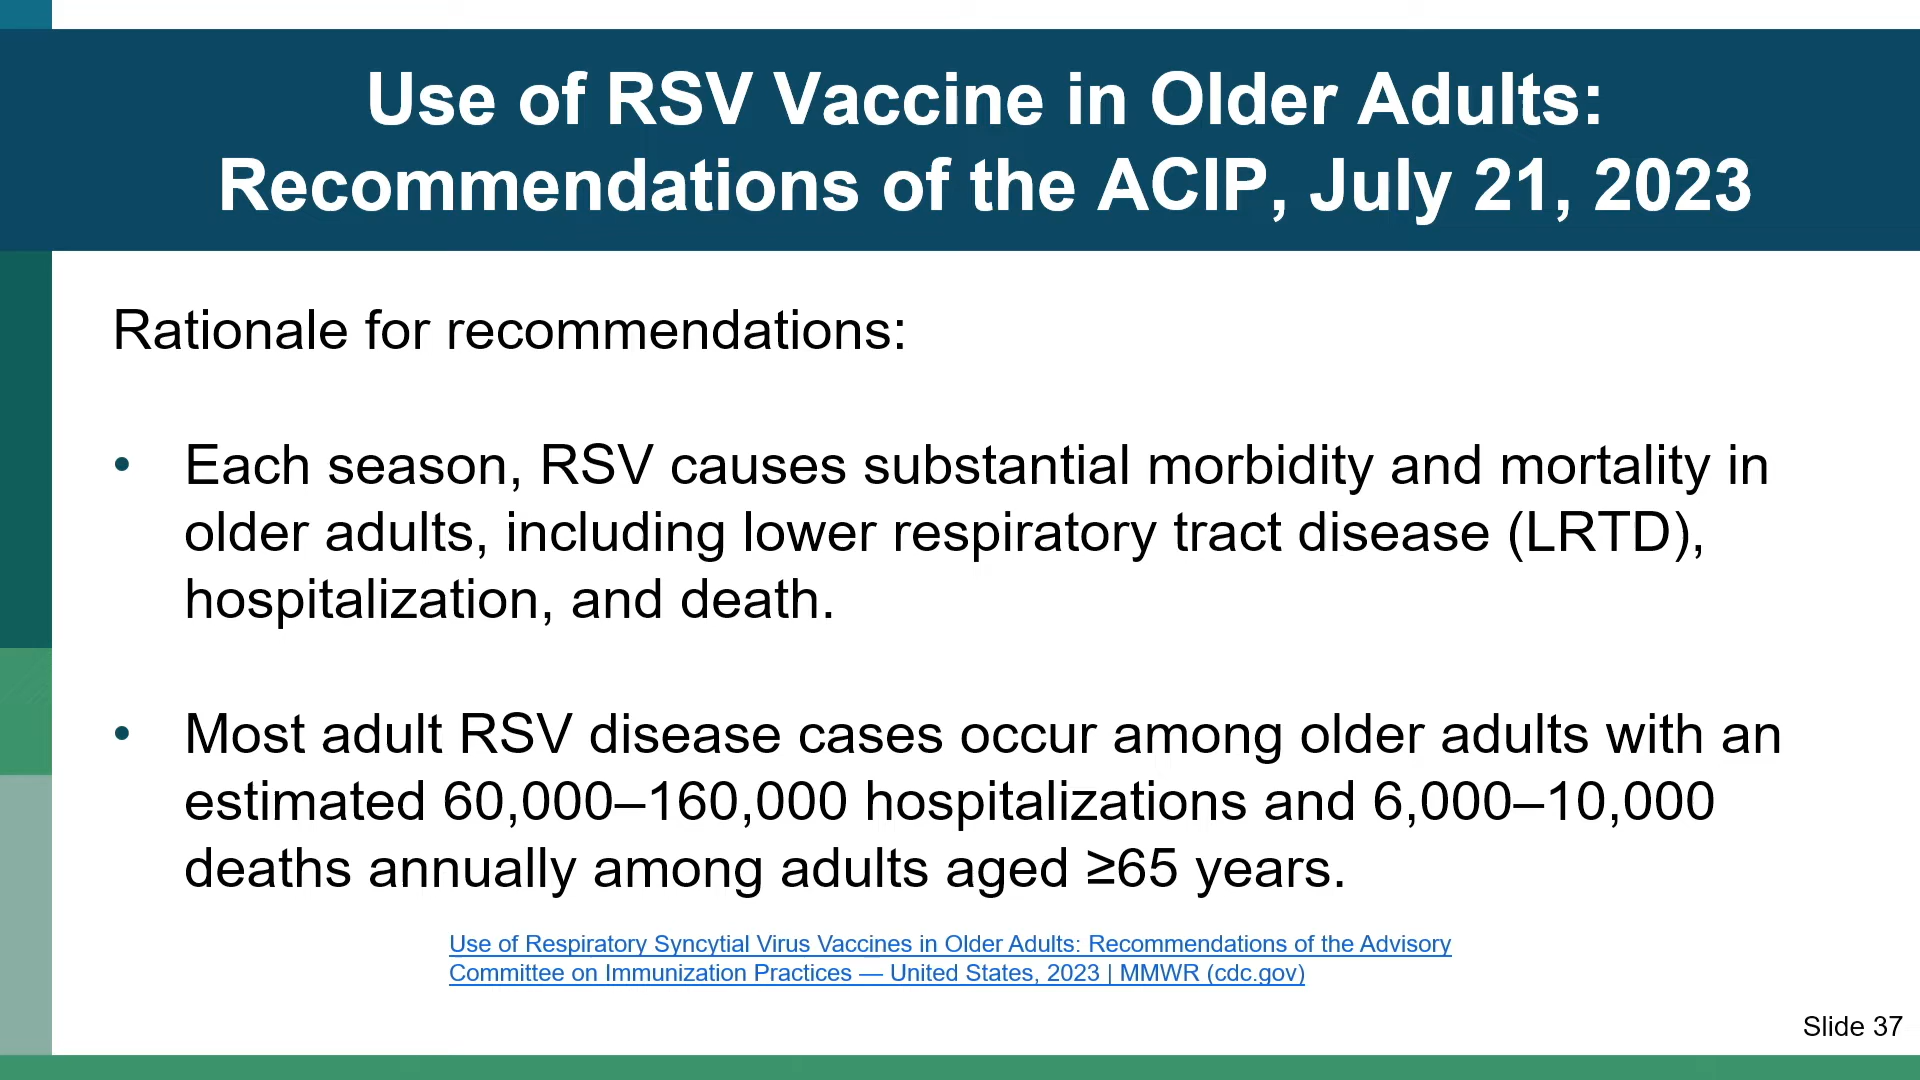 Use of RSV Vaccine in Older Adults:
Recommendations of the ACIP, July 21, 2023
Rationale for recommendations:
• Each season, RSV causes substantial morbidity and mortality in
older adults, including lower respiratory tract disease (LRTD),
hospitalization, and death.
• Most adult RSV disease cases occur among older adults with an
estimated 60,000–160,000 hospitalizations and 6,000–10,000
deaths annually among adults aged ≥65 years.
Use of Respiratory Syncytial Virus Vaccines in Older Adults: Recommendations of the Advisory
Committee on Immunization Practices — United States, 2023 | MMWR (cdc.gov)
Slide 37